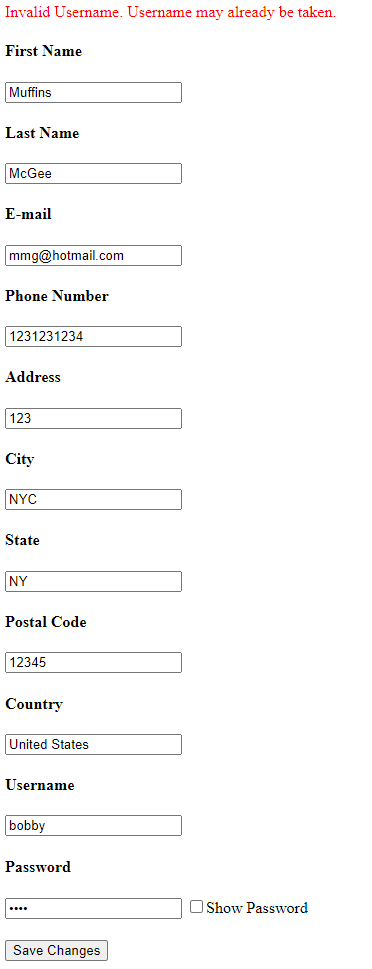 Invalid Username. Username may already be taken.
First Name
Muffins
Last Name
McGee
E-mail
mmg@hotmail.com
Phone Number
1231231234
Address
123
City
NYC
State
NY
Postal Code
12345
Country
United States
Username
bobby
Password
•••• Show Password
Save Changes